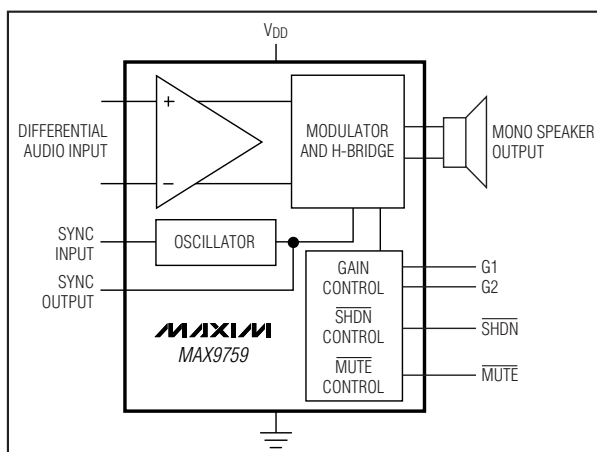 VDD
DIFFERENTIAL
AUDIO INPUT
+
−
MODULATOR
AND H-BRIDGE
MONO SPEAKER
OUTPUT
SYNC
INPUT
OSCILLATOR
SYNC
OUTPUT
GAIN
CONTROL
G1
G2
SHDN
CONTROL
SHDN
MUTE
CONTROL
MUTE
MAXIM
MAX9759